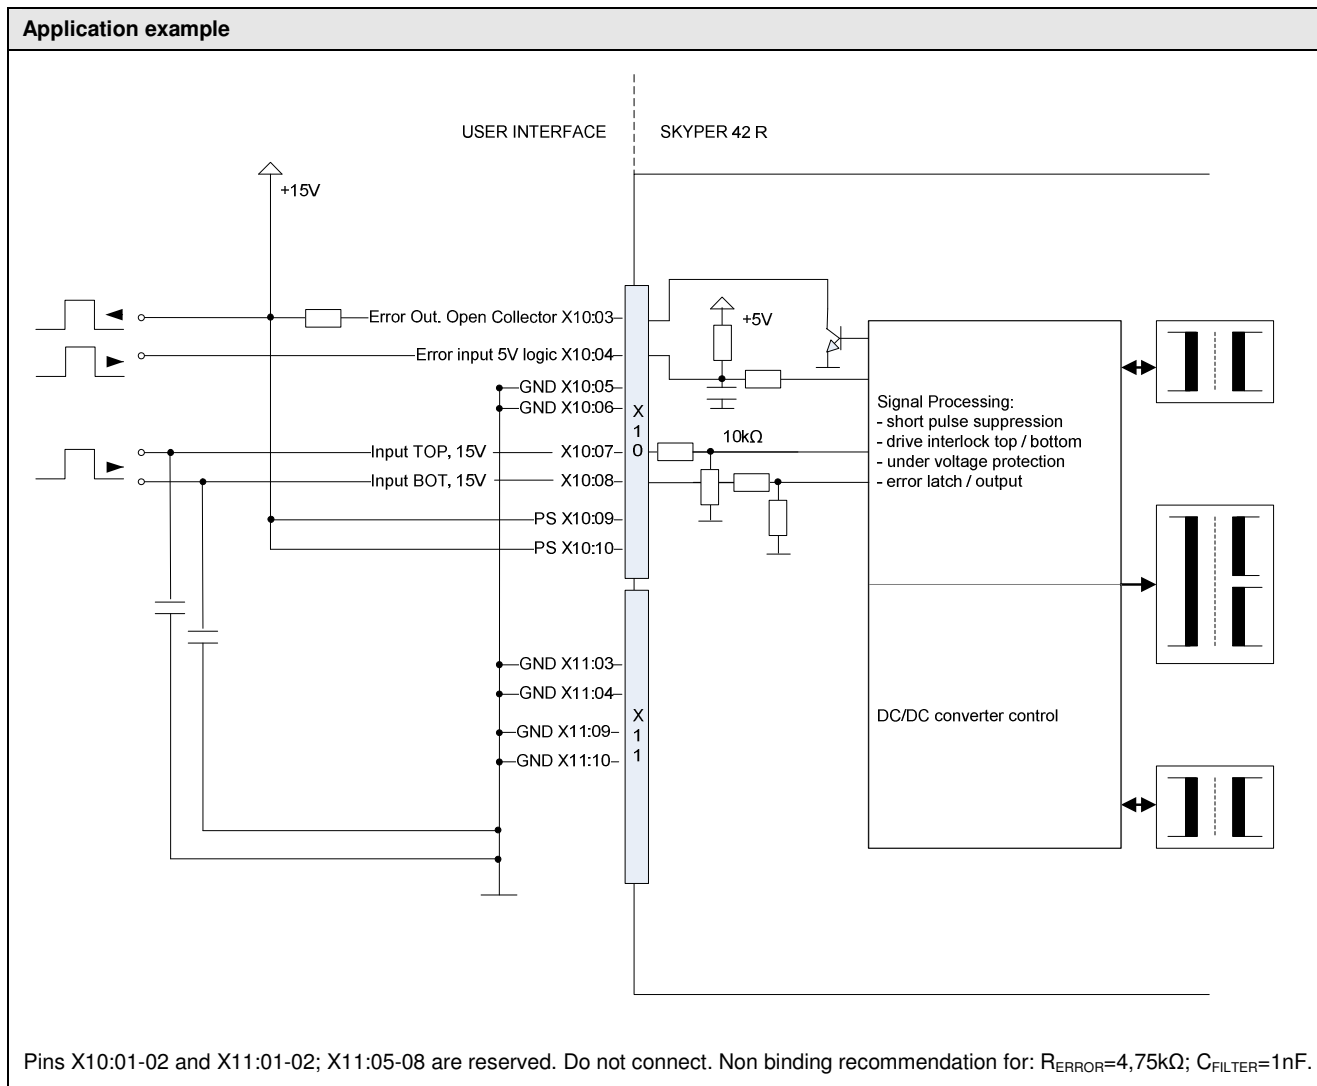 Application example
USER INTERFACE
SKYPER 42 R
+15V
Error Out. Open Collector X10:03
+5V
Error input 5V logic X10:04
GND X10:05
GND X10:06
X10
Input TOP, 15V
X10:07
10kΩ
Input BOT, 15V
X10:08
PS X10:09
PS X10:10
Signal Processing:
- short pulse suppression
- drive interlock top / bottom
- under voltage protection
- error latch / output
GND X11:03
GND X11:04
GND X11:09
GND X11:10
X11
DC/DC converter control
Pins X10:01-02 and X11:01-02; X11:05-08 are reserved. Do not connect. Non binding recommendation for: RERROR=4,75kΩ; CFILTER=1nF.